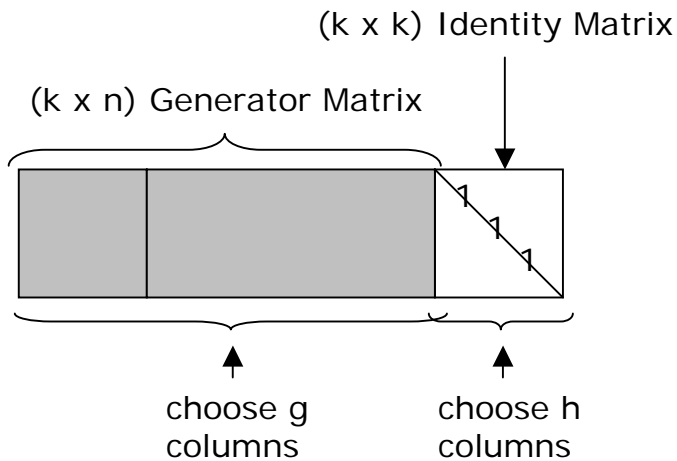 (k x k) Identity Matrix
(k x n) Generator Matrix
1
1
1
choose g
columns
choose h
columns